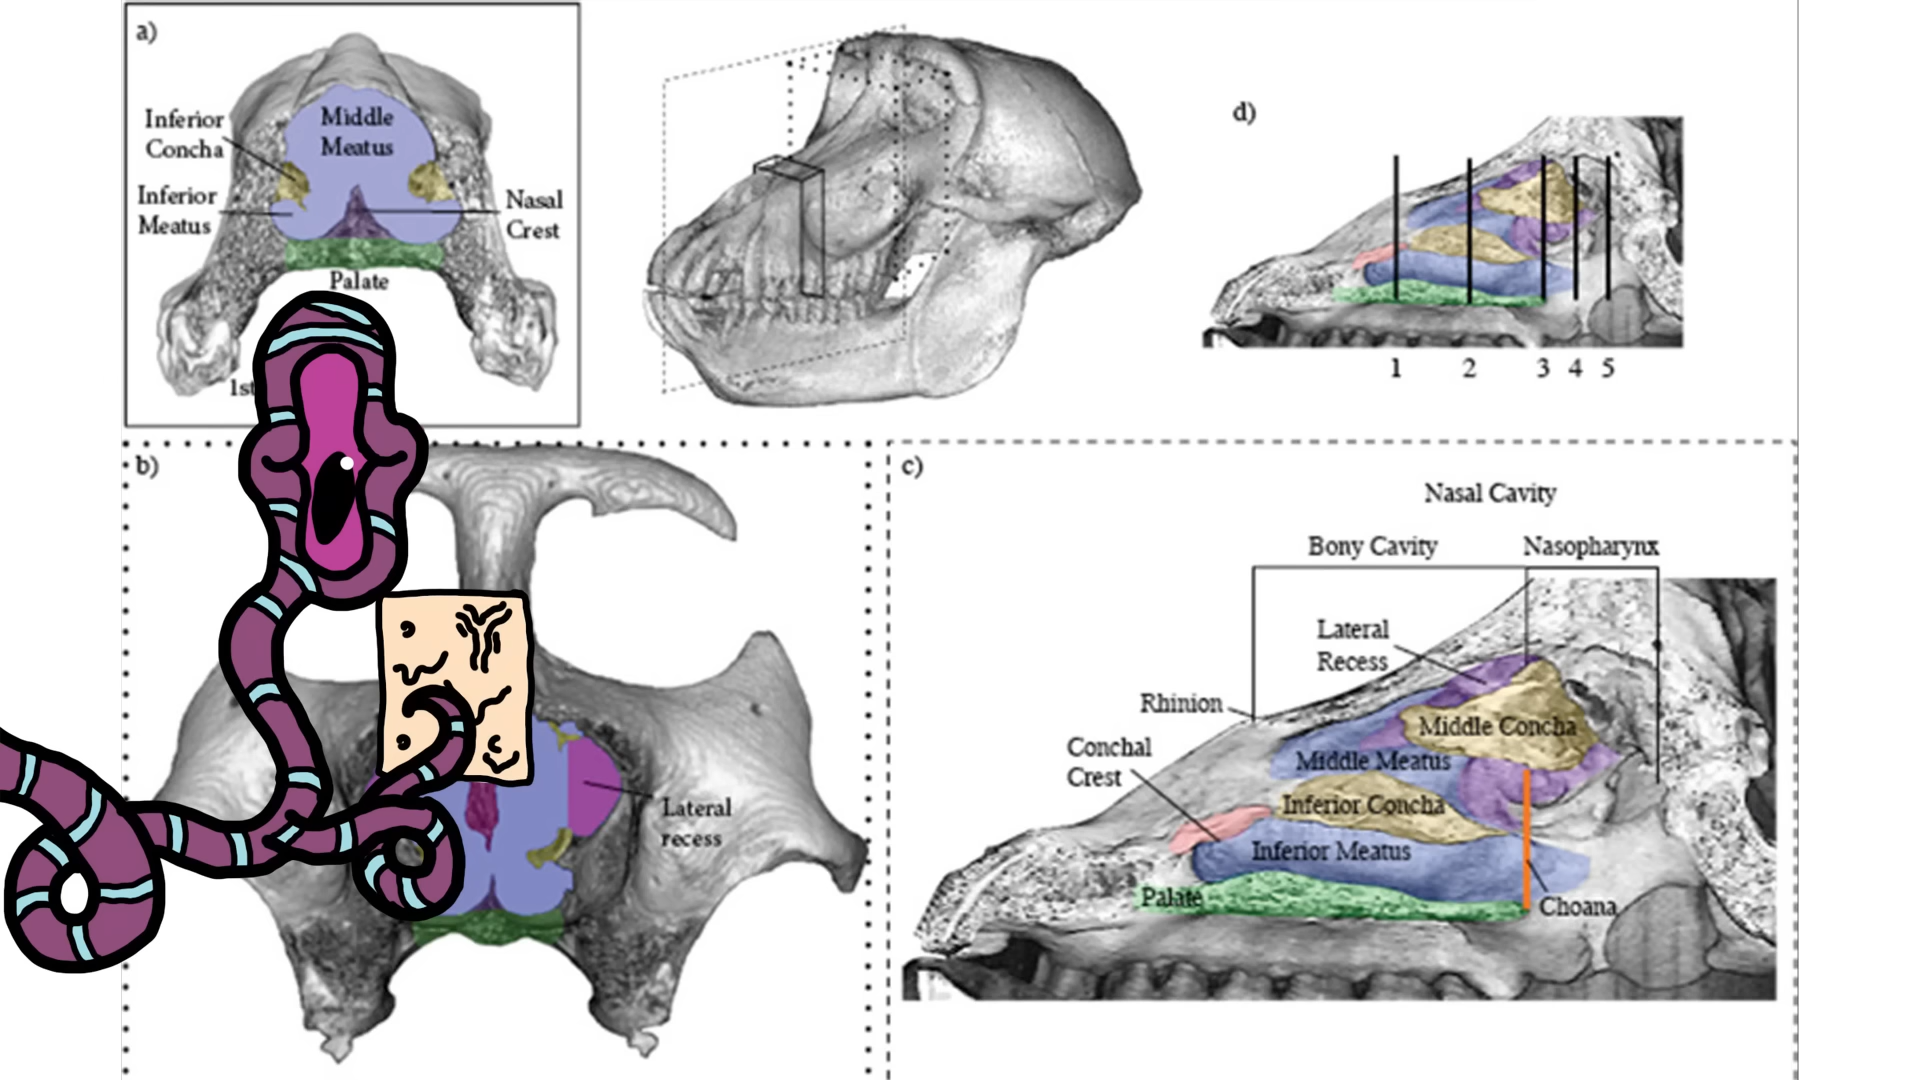 a)
Inferior
Concha
Middle
Meatus
Inferior
Meatus
Nasal
Crest
Palate
1st
d)
1 2 3 4 5
b)
Lateral
recess
c)
Nasal Cavity
Bony Cavity
Nasopharynx
Lateral
Recess
Rhinion
Middle Concha
Conchal
Crest
Middle Meatus
Inferior Concha
Inferior Meatus
Palate
Choana